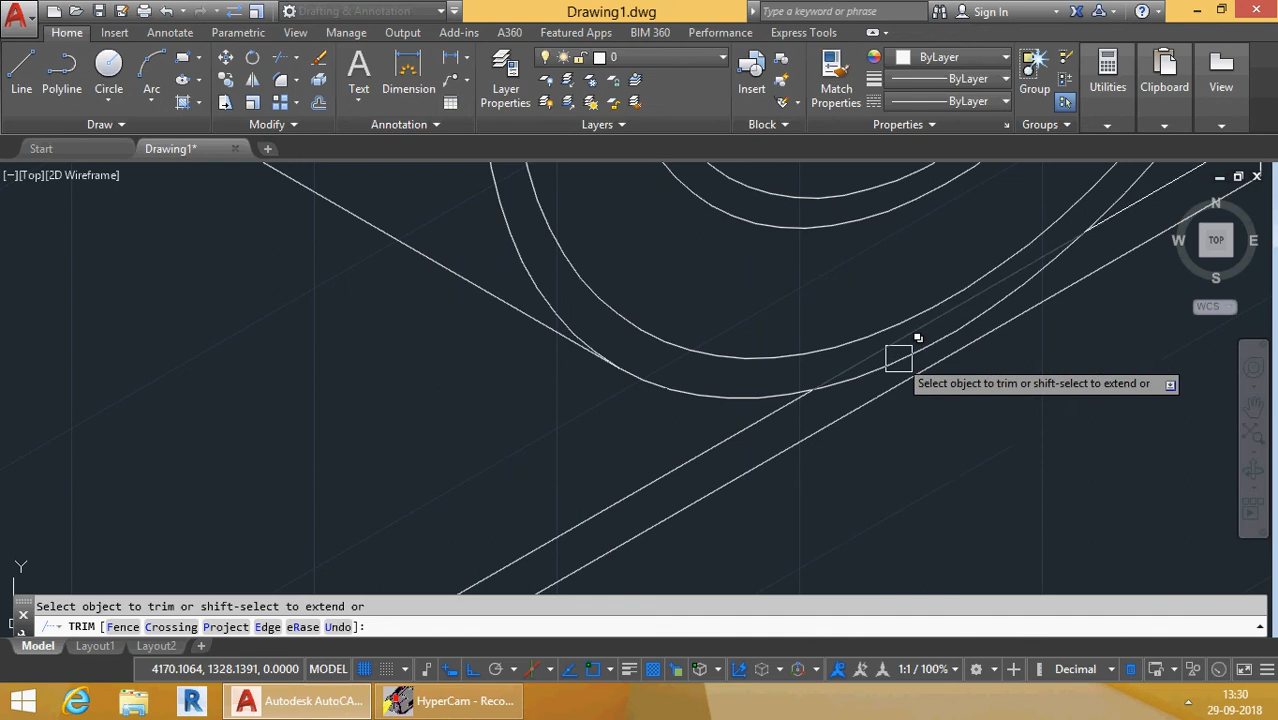 Drafting & Annotation
Drawing1.dwg
Type a keyword or phrase
Sign In
Home Insert Annotate Parametric View Manage Output Add-ins A360 Featured Apps BIM 360 Performance Express Tools
Line Polyline Circle Arc
Text Dimension
Layer
Properties
0
Insert
Match
Properties
ByLayer
ByLayer
ByLayer
Group
Utilities Clipboard View
Draw Modify Annotation Layers Block Properties Groups
Start Drawing1*
[−][Top][2D Wireframe]
N
W TOP E
S
WCS
Select object to trim or shift-select to extend or
Y
Select object to trim or shift-select to extend or
TRIM [Fence Crossing Project Edge eRase Undo]:
Model Layout1 Layout2
4170.1064, 1328.1391, 0.0000 MODEL 1:1 / 100% Decimal
Autodesk AutoCA... HyperCam - Reco...
13:30
29-09-2018